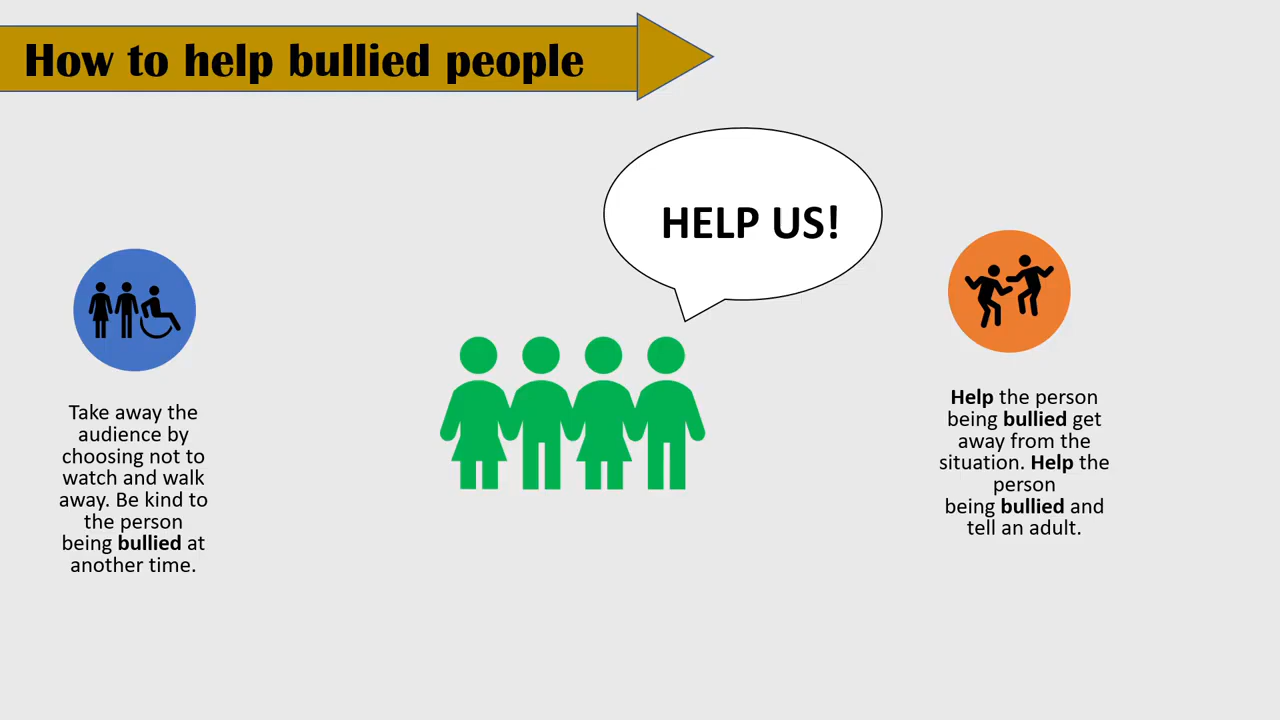 How to help bullied people
HELP US!
Take away the
audience by
choosing not to
watch and walk
away. Be kind to
the person
being bullied at
another time.
Help the person
being bullied get
away from the
situation. Help the
person
being bullied and
tell an adult.